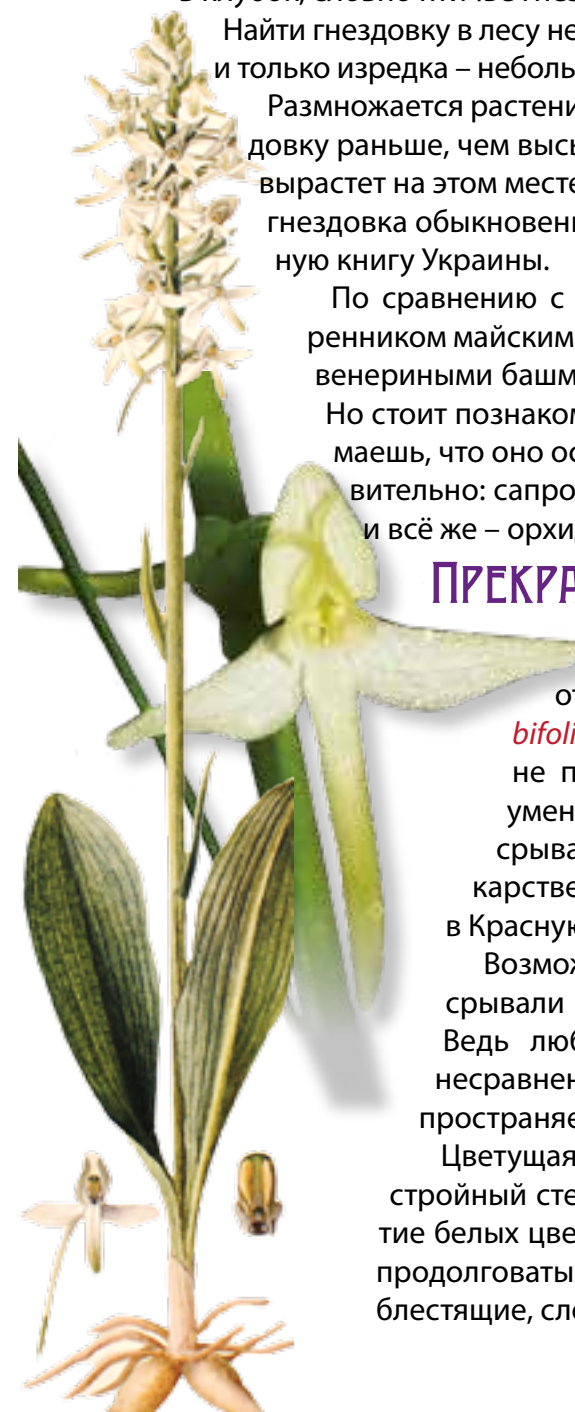 Найти гнездовку в лесу не
и только изредка – неболь
Размножается растени
довку раньше, чем высы
вырастет на этом месте
гнездовка обыкновенн
ную книгу Украины.
По сравнению с
ренником майским
венериными башм
Но стоит познаком
маешь, что оно ос
вительно: сапро
и всё же – орхид
ПРЕКРА
от
bifoli
не п
умен
срыва
карстве
в Красную
Возмож
срывали
Ведь люб
несравнен
простраяне
Цветущая
стройный сте
тие белых цве
продолговаты
блестящие, сло